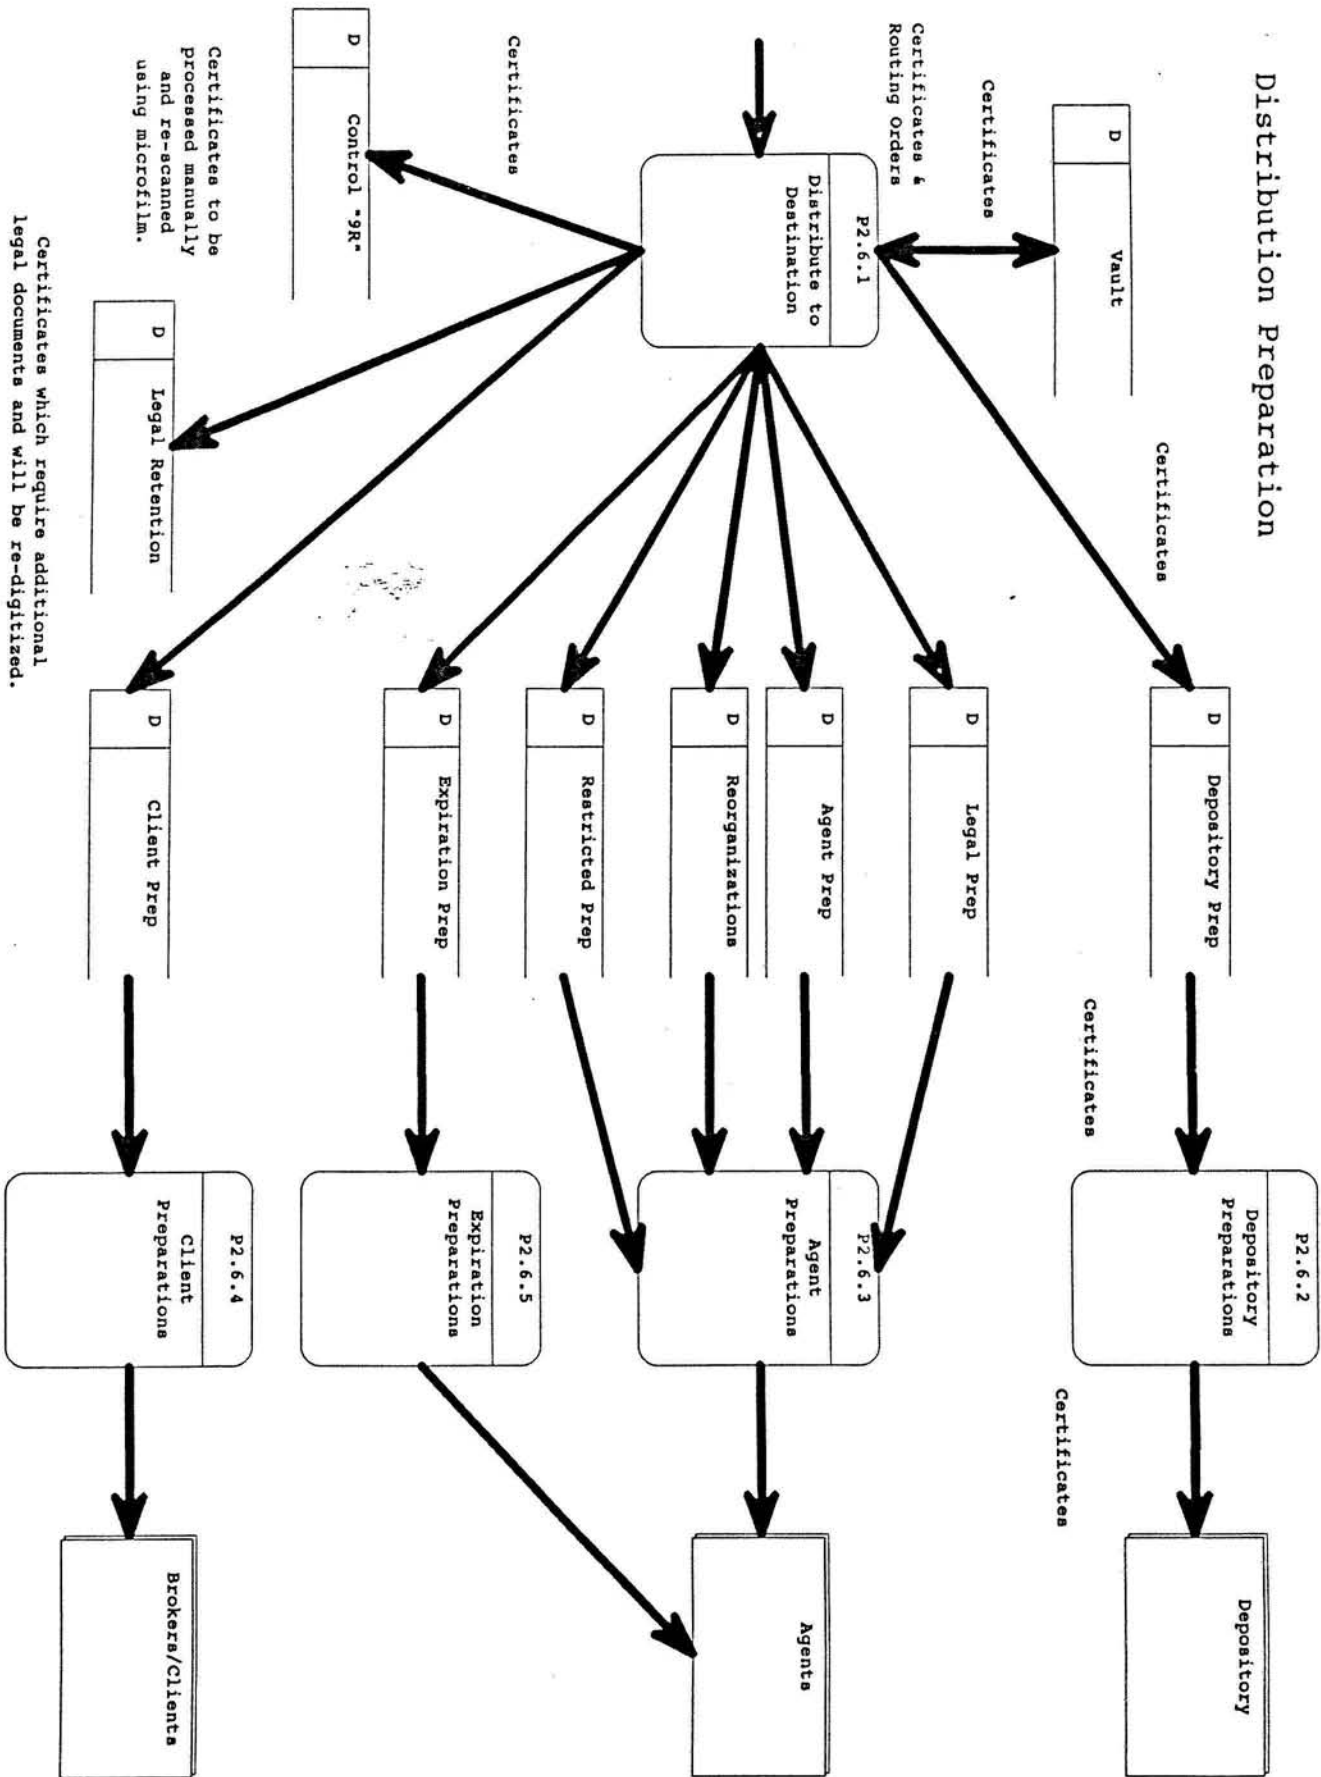 Distribution Preparation
D
Vault
Certificates
Certificates
Certificates &
Routing Orders
P2.6.1
Distribute to
Destination
Certificates
D
Control "9R"
Certificates to be
processed manually
and re-scanned
using microfilm.
D
Legal Retention
Certificates which require additional
legal documents and will be re-digitized.
D
Depository Prep
D
Legal Prep
D
Agent Prep
D
Reorganizations
D
Restricted Prep
D
Expiration Prep
D
Client Prep
Certificates
P2.6.2
Depository
Preparations
P2.6.3
Agent
Preparations
P2.6.5
Expiration
Preparations
P2.6.4
Client
Preparations
Certificates
Depository
Agents
Brokers/Clients